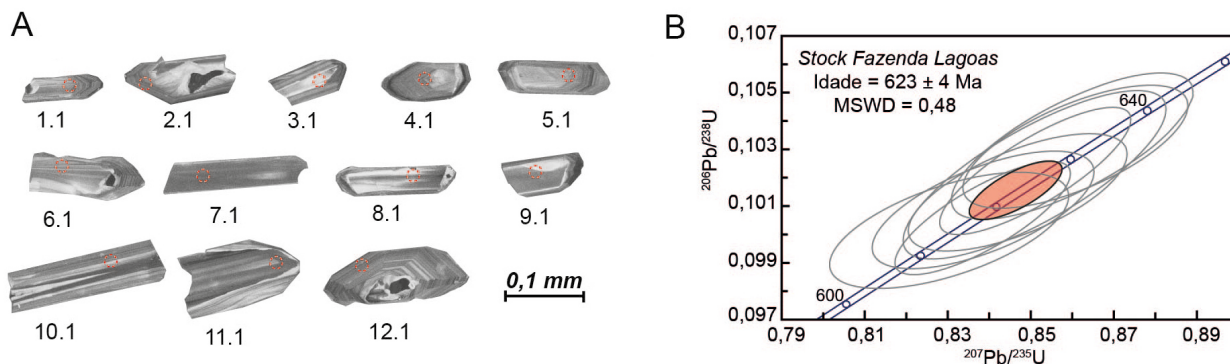 A
1.1 2.1 3.1 4.1 5.1
6.1 7.1 8.1 9.1
10.1 11.1 12.1
0,1 mm
B
Stock Fazenda Lagoas
Idade = 623 ± 4 Ma
MSWD = 0,48
640
600
0,107
0,105
0,103
0,101
0,099
0,097
²⁰⁶Pb/²³⁸U
0,79 0,81 0,83 0,85 0,87 0,89
²⁰⁷Pb/²³⁵U